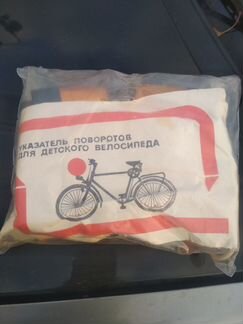 УКАЗАТЕЛЬ ПОВОРОТОВ
ДЛЯ ДЕТСКОГО ВЕЛОСИПЕДА